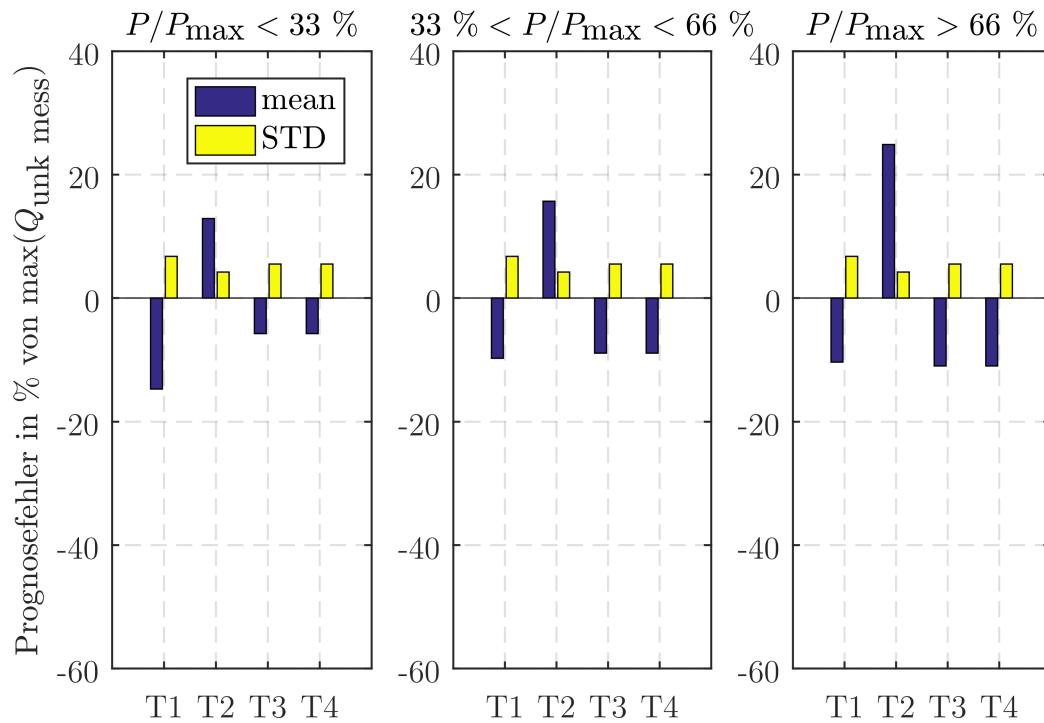 P/Pmax < 33 %
33 % < P/Pmax < 66 %
P/Pmax > 66 %
Prognosefehler in % von max(Qunk mess)
mean
STD
40
20
0
-20
-40
-60
T1 T2 T3 T4
40
20
0
-20
-40
-60
T1 T2 T3 T4
40
20
0
-20
-40
-60
T1 T2 T3 T4